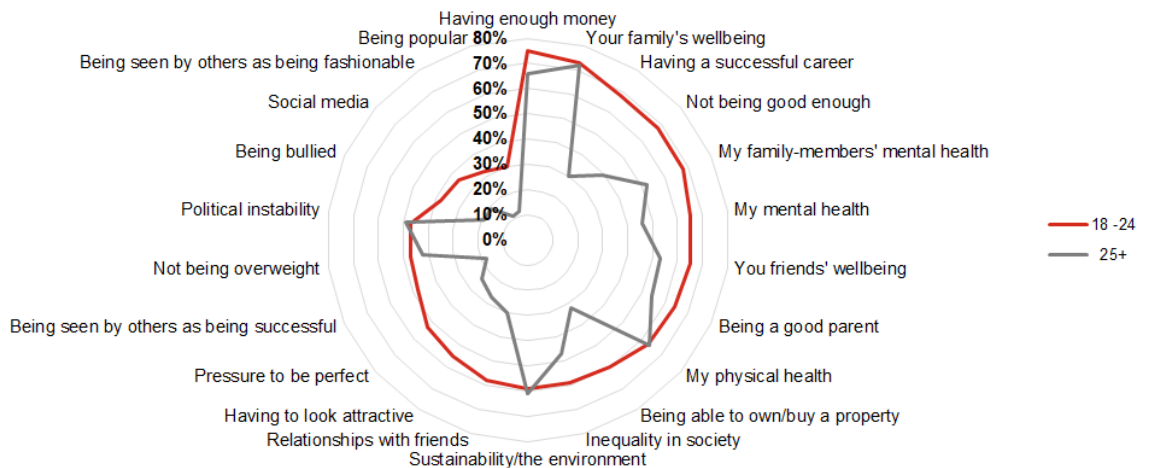 Having enough money
Being popular
80%
Your family's wellbeing
Being seen by others as being fashionable
70%
Having a successful career
60%
Social media
50%
Not being good enough
40%
Being bullied
30%
My family-members' mental health
20%
Political instability
10%
My mental health
18 -24
0%
25+
Not being overweight
You friends' wellbeing
Being seen by others as being successful
Being a good parent
Pressure to be perfect
My physical health
Having to look attractive
Being able to own/buy a property
Relationships with friends
Inequality in society
Sustainability/the environment